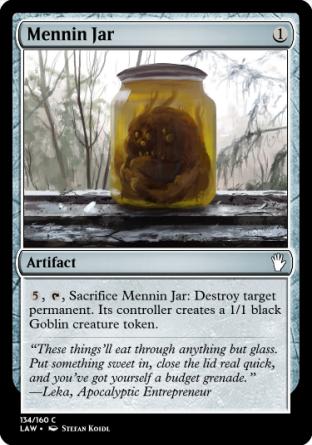 Mennin Jar 1
Artifact
5, T, Sacrifice Mennin Jar: Destroy target
permanent. Its controller creates a 1/1 black
Goblin creature token.
“These things'll eat through anything but glass.
Put something sweet in, close the lid real quick,
and you've got yourself a budget grenade.”
—Leka, Apocalyptic Entrepreneur
134/160 C
LAW • Stefan Koidl